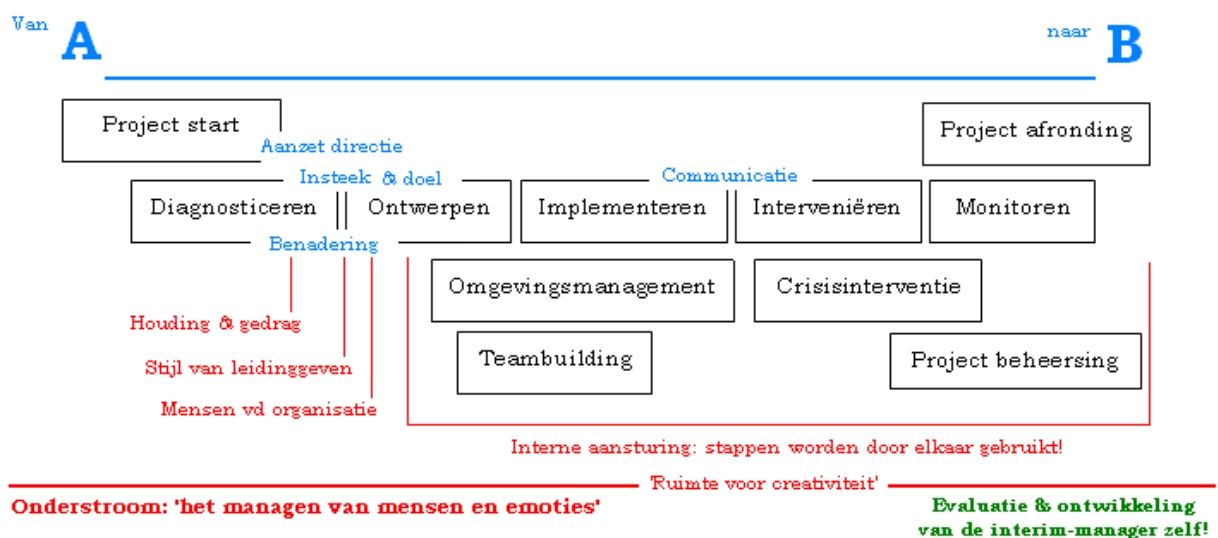 Van A naar B
Project start
Project afronding
Aanzet directie
Insteek & doel
Communicatie
Diagnosticeren
Ontwerpen
Implementeren
Interveniëren
Monitoren
Benadering
Omgevingsmanagement
Crisisinterventie
Houding & gedrag
Teambuilding
Project beheersing
Stijl van leidinggeven
Mensen vd organisatie
Interne aansturing: stappen worden door elkaar gebruikt!
'Ruimte voor creativiteit'
Onderstroom: 'het managen van mensen en emoties'
Evaluatie & ontwikkeling
van de interim-manager zelf!